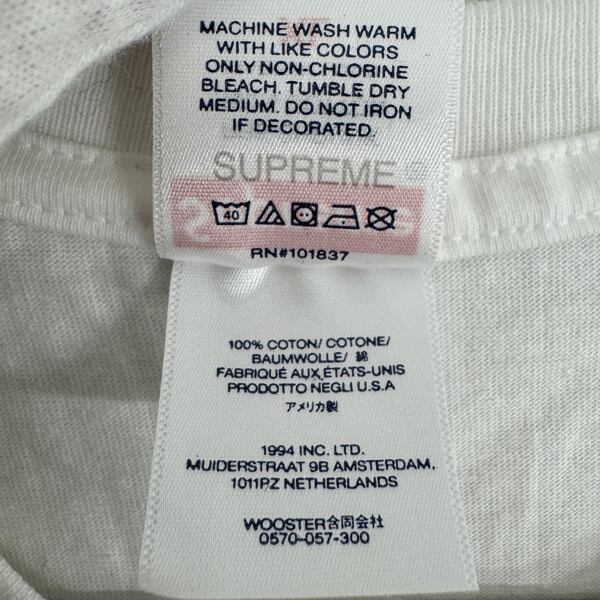 MACHINE WASH WARM
WITH LIKE COLORS
ONLY NON-CHLORINE
BLEACH. TUMBLE DRY
MEDIUM. DO NOT IRON
IF DECORATED.
SUPREME
40
RN#101837
100% COTON/ COTONE/
BAUMWOLLE/ 綿
FABRIQUÉ AUX ÉTATS-UNIS
PRODOTTO NEGLI U.S.A
アメリカ製
1994 INC. LTD.
MUIDERSTRAAT 9B AMSTERDAM,
1011PZ NETHERLANDS
WOOSTER合同会社
0570-057-300